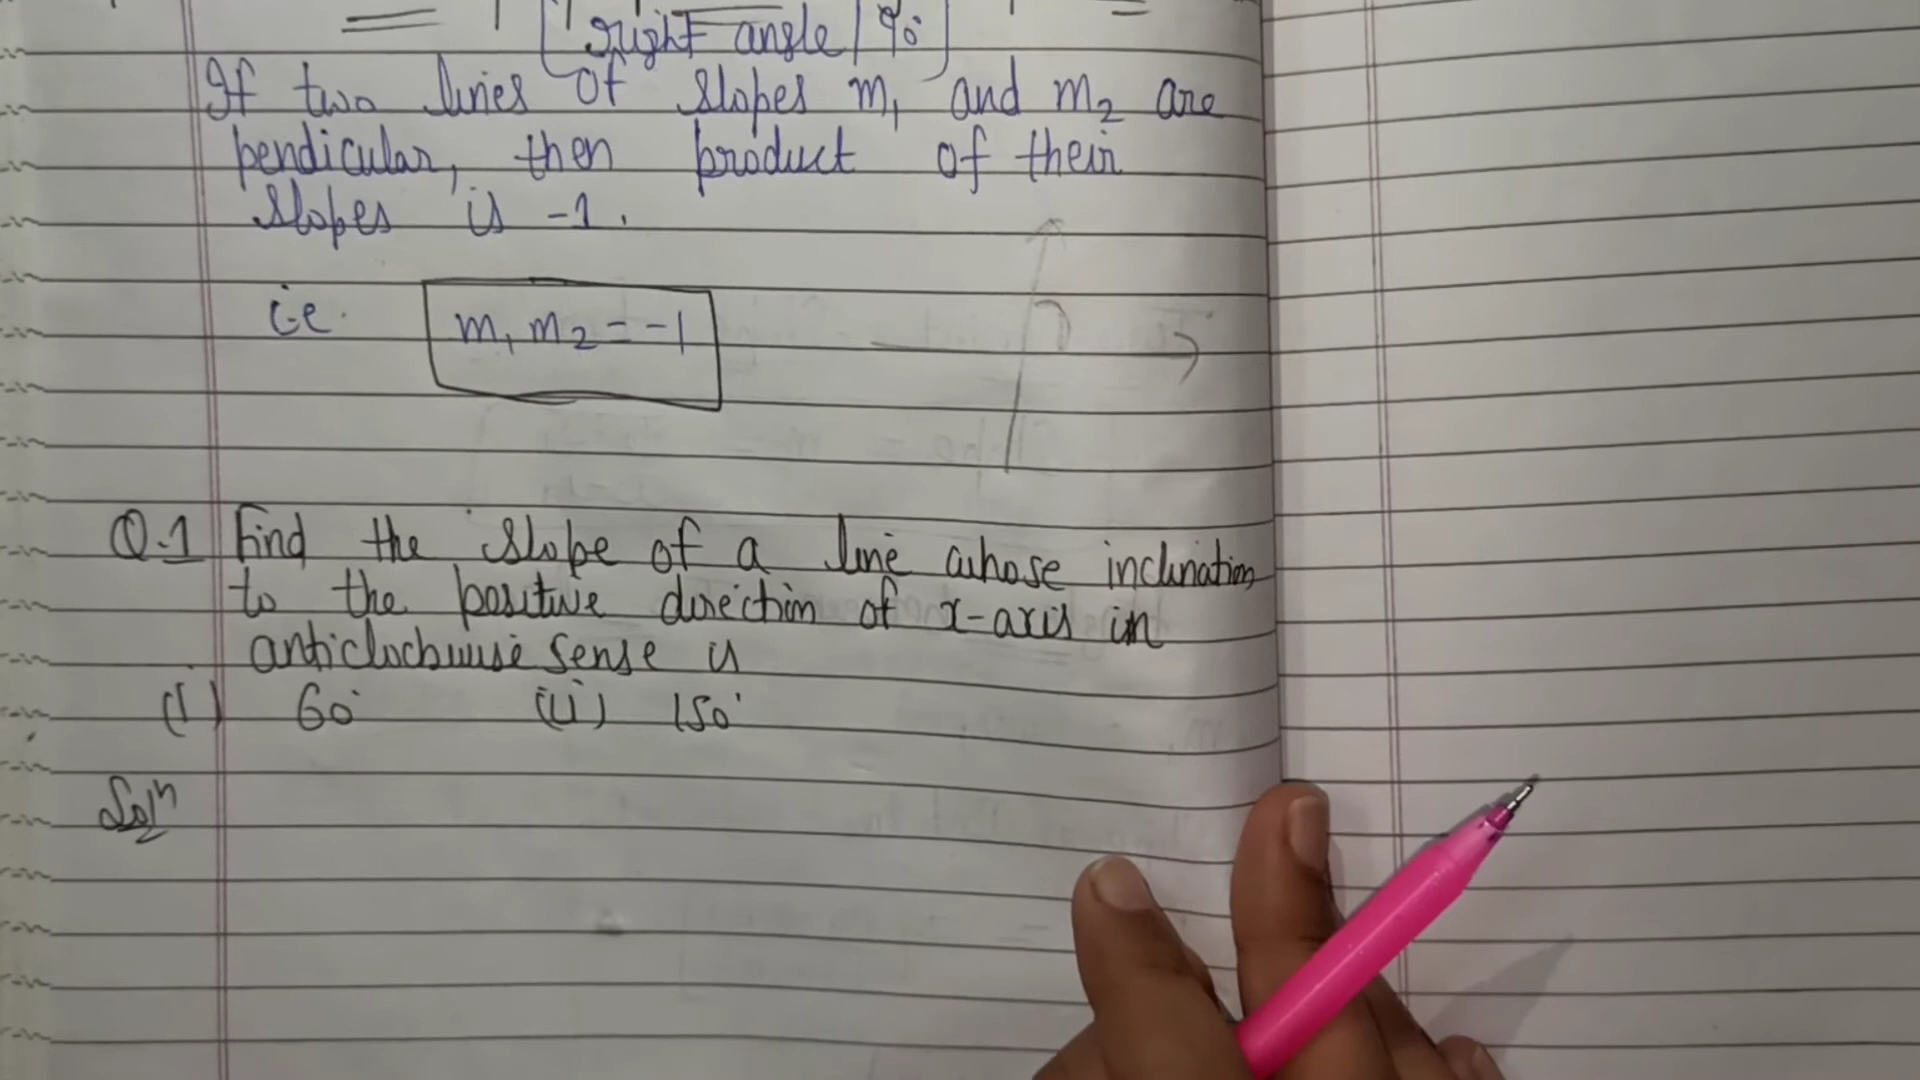 right angle / 90°
If two lines of slopes m₁ and m₂ are
pendicular, then product of their
slopes is -1.
i.e. m₁ m₂ = -1
Q.1 Find the slope of a line whose inclination
to the positive direction of x-axis in
anticlockwise sense is
(i) 60° (ii) 150°
Solⁿ